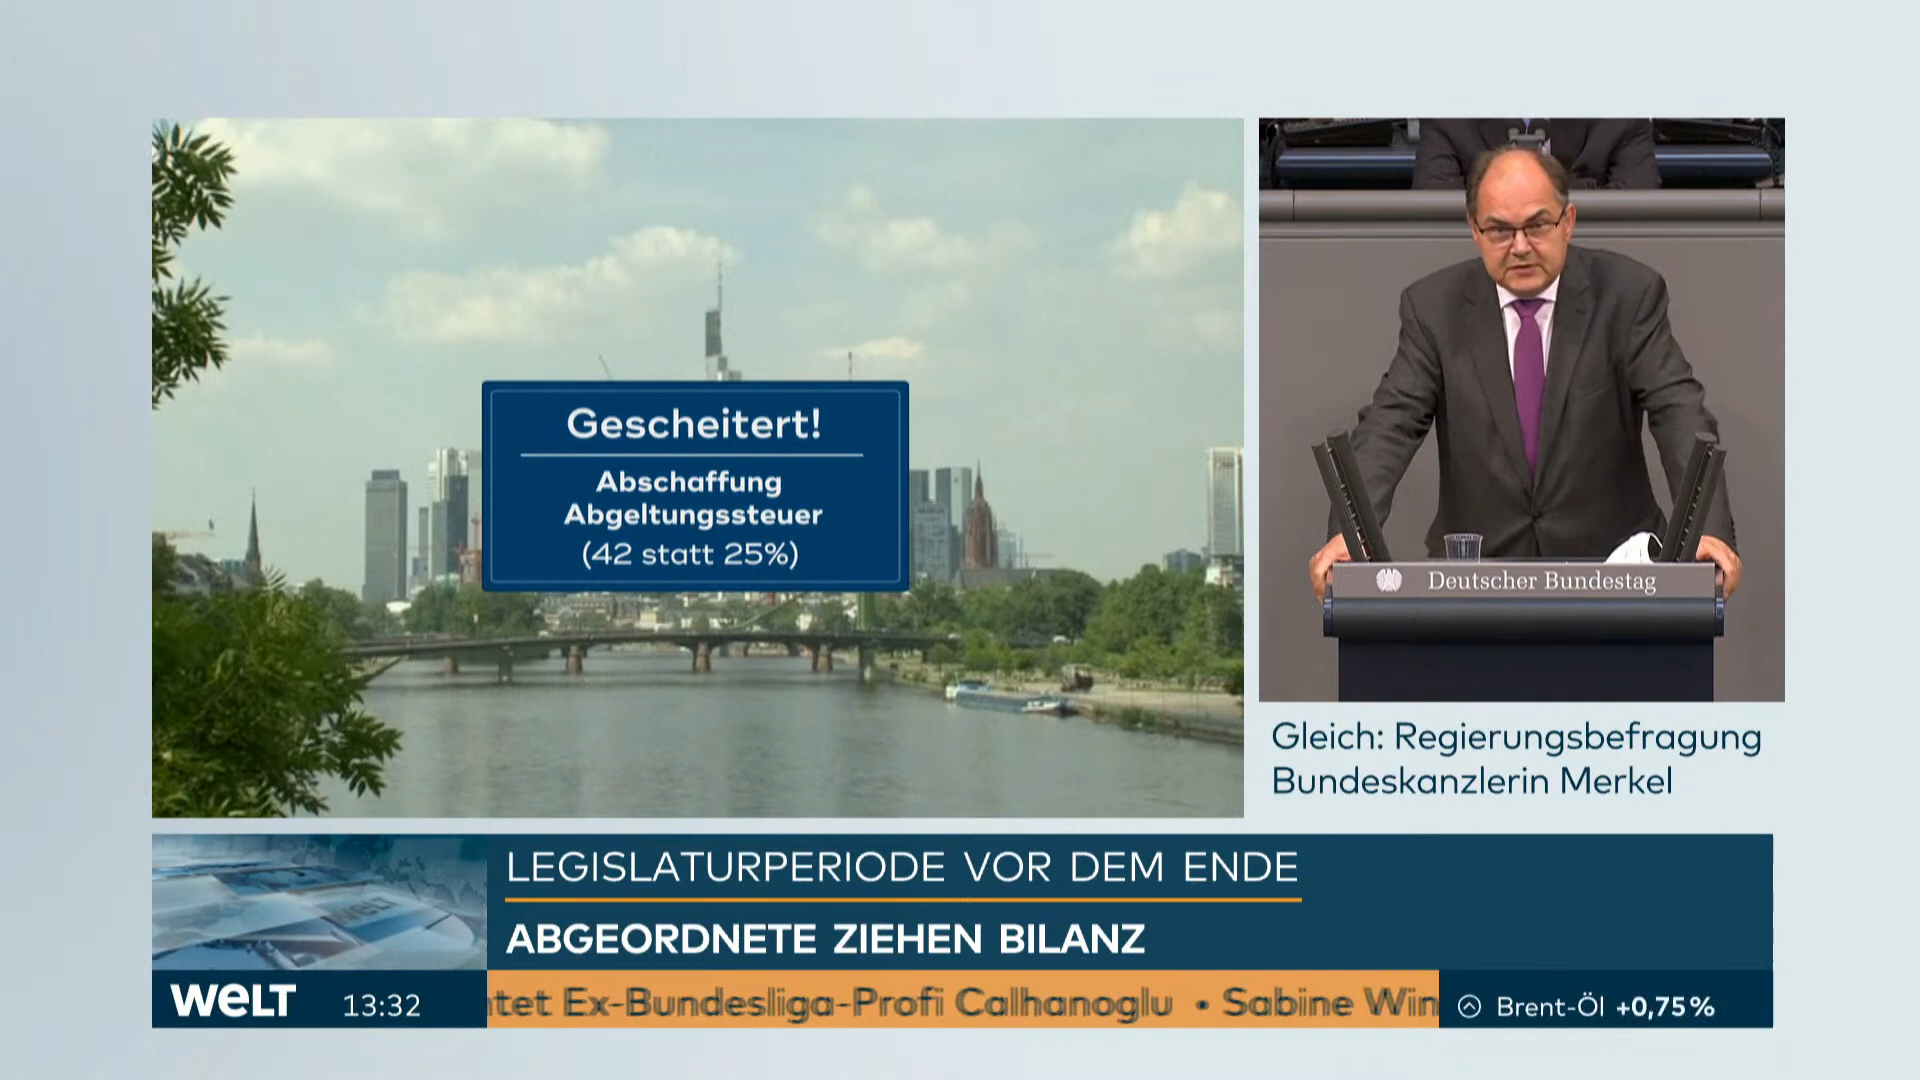 Gescheitert!
Abschaffung
Abgeltungssteuer
(42 statt 25%)
Deutscher Bundestag
Gleich: Regierungsbefragung
Bundeskanzlerin Merkel
LEGISLATURPERIODE VOR DEM ENDE
ABGEORDNETE ZIEHEN BILANZ
WELT
WELT 13:32 Ex-Bundesliga-Profi Calhanoglu • Sabine Brent-Öl +0,75%